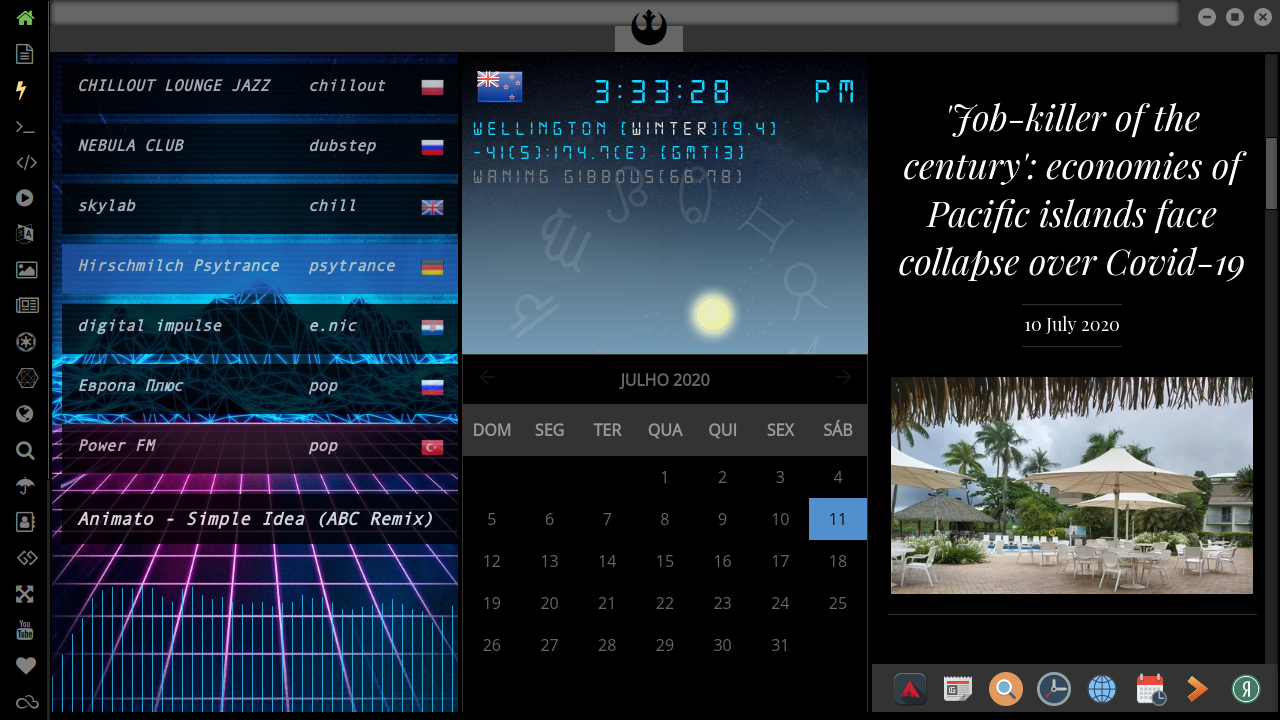 CHILLOUT LOUNGE JAZZ chillout
NEBULA CLUB dubstep
skylab chill
Hirschmilch Psytrance psytrance
digital impulse e.nic
Европа Плюс pop
Power FM pop
Animato - Simple Idea (ABC Remix)
You
Tube
3:33:28 PM
WELLINGTON [WINTER][9.4]
-41(S):174.7(E) [GMT13]
WANING GIBBOUS[66.78]
JULHO 2020
DOM SEG TER QUA QUI SEX SÁB
1 2 3 4
5 6 7 8 9 10 11
12 13 14 15 16 17 18
19 20 21 22 23 24 25
26 27 28 29 30 31
'Job-killer of the
century': economies of
Pacific islands face
collapse over Covid-19
10 July 2020
Я